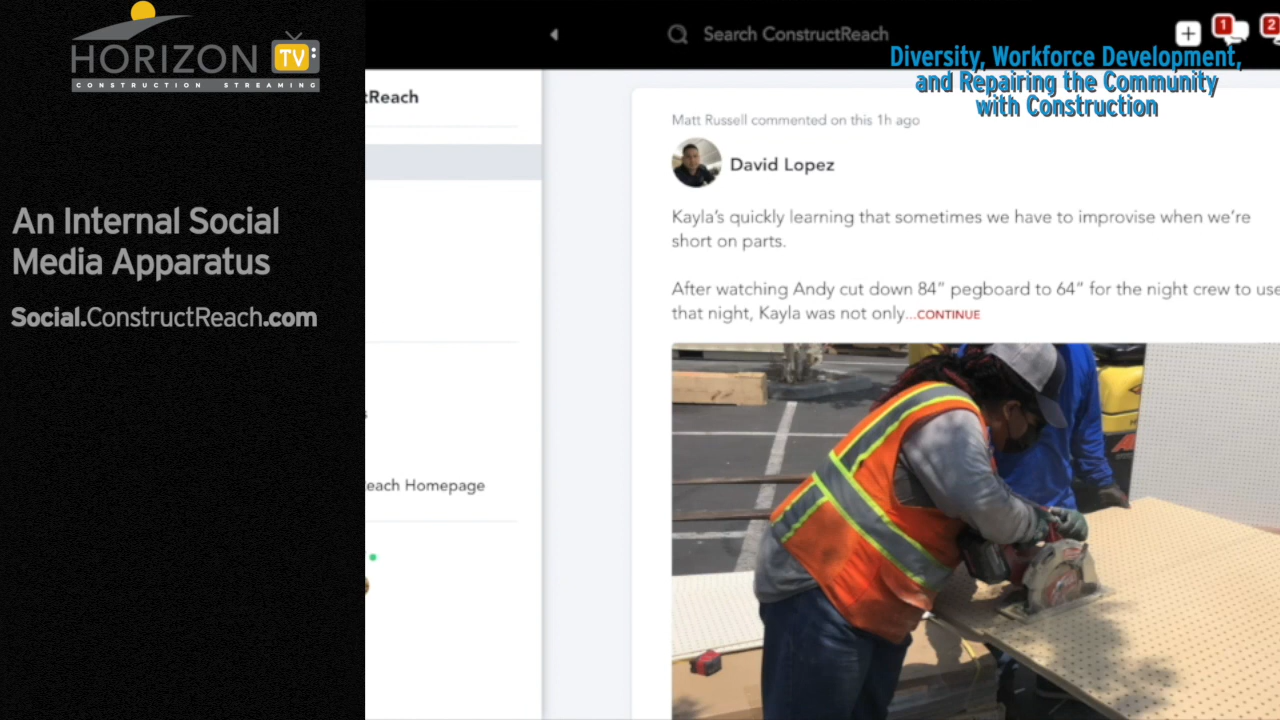 HORIZON TV:
CONSTRUCTION STREAMING
An Internal Social
Media Apparatus
Social.ConstructReach.com
Search ConstructReach
1
2
Diversity, Workforce Development,
and Repairing the Community
with Construction
tReach
each Homepage
Matt Russell commented on this 1h ago
David Lopez
Kayla's quickly learning that sometimes we have to improvise when we're
short on parts.
After watching Andy cut down 84" pegboard to 64" for the night crew to use
that night, Kayla was not only...CONTINUE